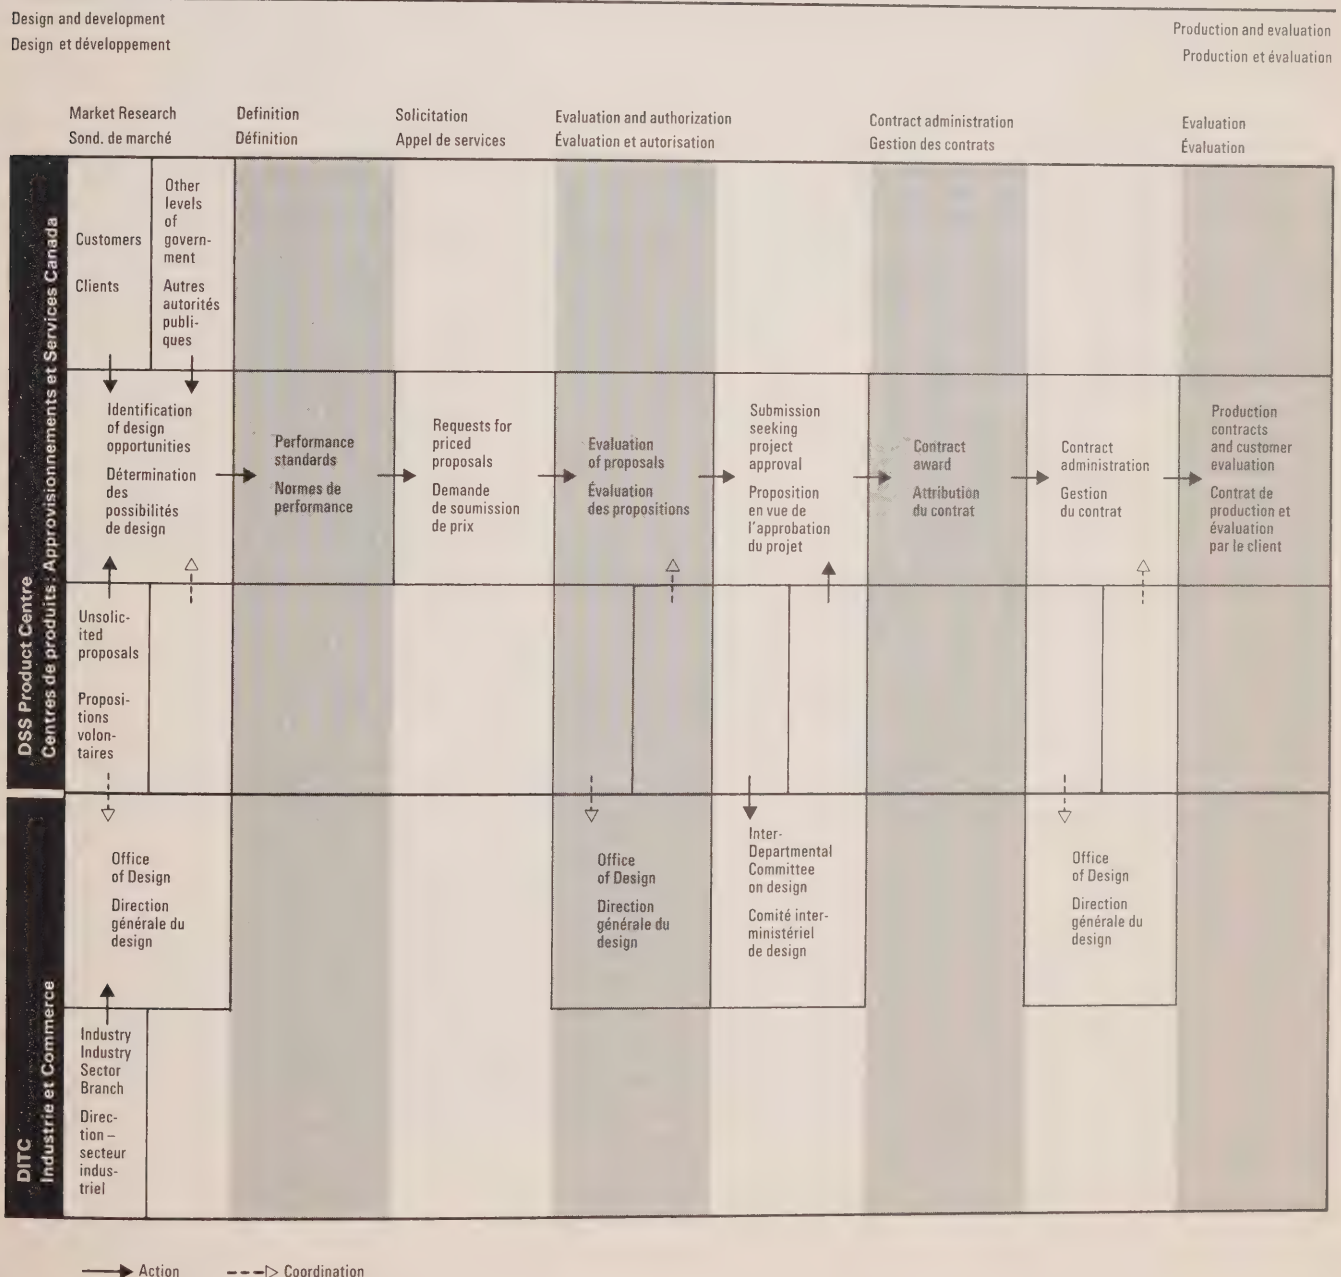 Design and development
Design et développement
Production and evaluation
Production et évaluation
Market Research
Sond. de marché
Definition
Définition
Solicitation
Appel de services
Evaluation and authorization
Évaluation et autorisation
Contract administration
Gestion des contrats
Evaluation
Évaluation
DSS Product Centre
Centres de produits : Approvisionnements et Services Canada
Customers
Clients
Other
levels
of
govern-
ment
Autres
autorités
publi-
ques
Identification
of design
opportunities
Détermination
des
possibilités
de design
Performance
standards
Normes de
performance
Requests for
priced
proposals
Demande
de soumission
de prix
Evaluation
of proposals
Évaluation
des propositions
Submission
seeking
project
approval
Proposition
en vue de
l'approbation
du projet
Contract
award
Attribution
du contrat
Contract
administration
Gestion
du contrat
Production
contracts
and customer
evaluation
Contrat de
production et
évaluation
par le client
Unsolic-
ited
proposals
Proposi-
tions
volon-
taires
DITC
Industrie et Commerce
Office
of Design
Direction
générale du
design
Office
of Design
Direction
générale du
design
Inter-
Departmental
Committee
on design
Comité inter-
ministériel
de design
Office
of Design
Direction
générale du
design
Industry
Industry
Sector
Branch
Direc-
tion –
secteur
indus-
triel
Action
Coordination